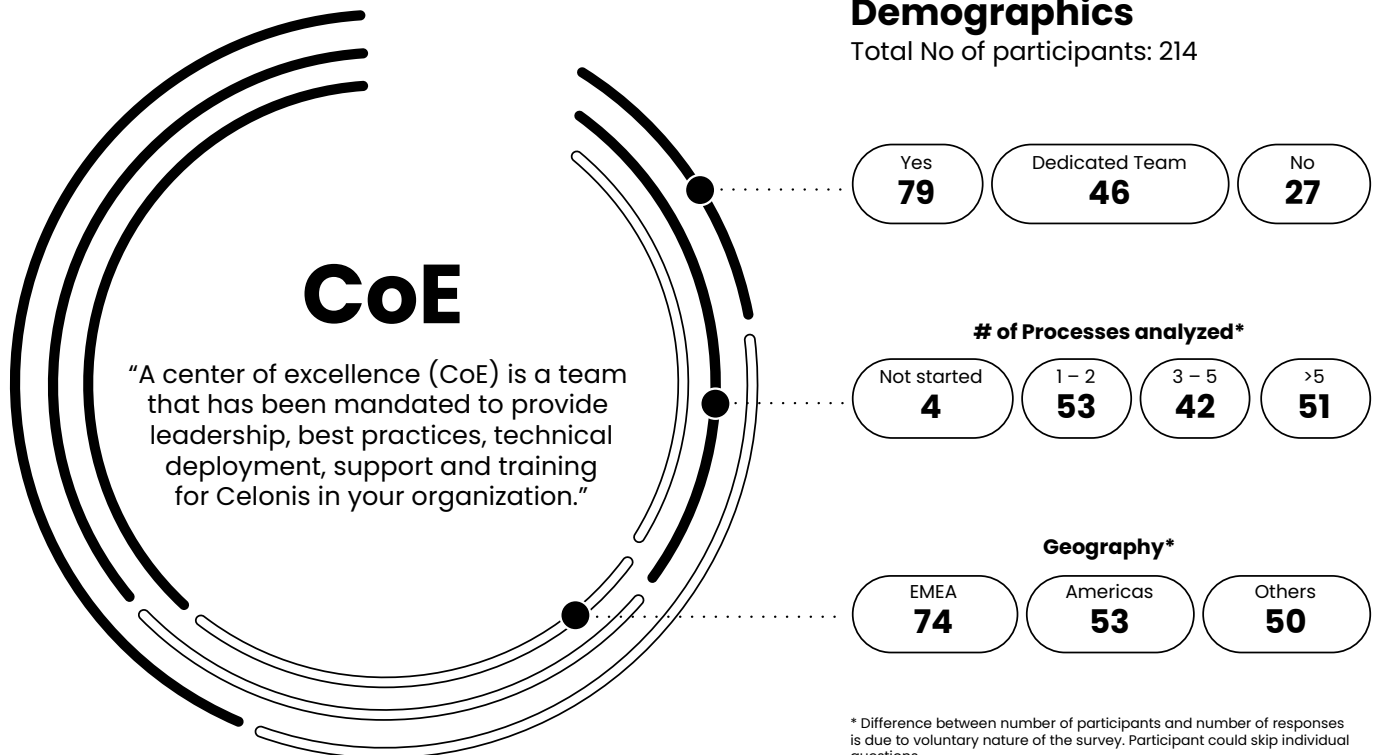 Demographics
Total No of participants: 214
Yes
79
Dedicated Team
46
No
27
CoE
“A center of excellence (CoE) is a team
that has been mandated to provide
leadership, best practices, technical
deployment, support and training
for Celonis in your organization.”
# of Processes analyzed*
Not started
4
1 – 2
53
3 – 5
42
>5
51
Geography*
EMEA
74
Americas
53
Others
50
* Difference between number of participants and number of responses
is due to voluntary nature of the survey. Participant could skip individual
questions.